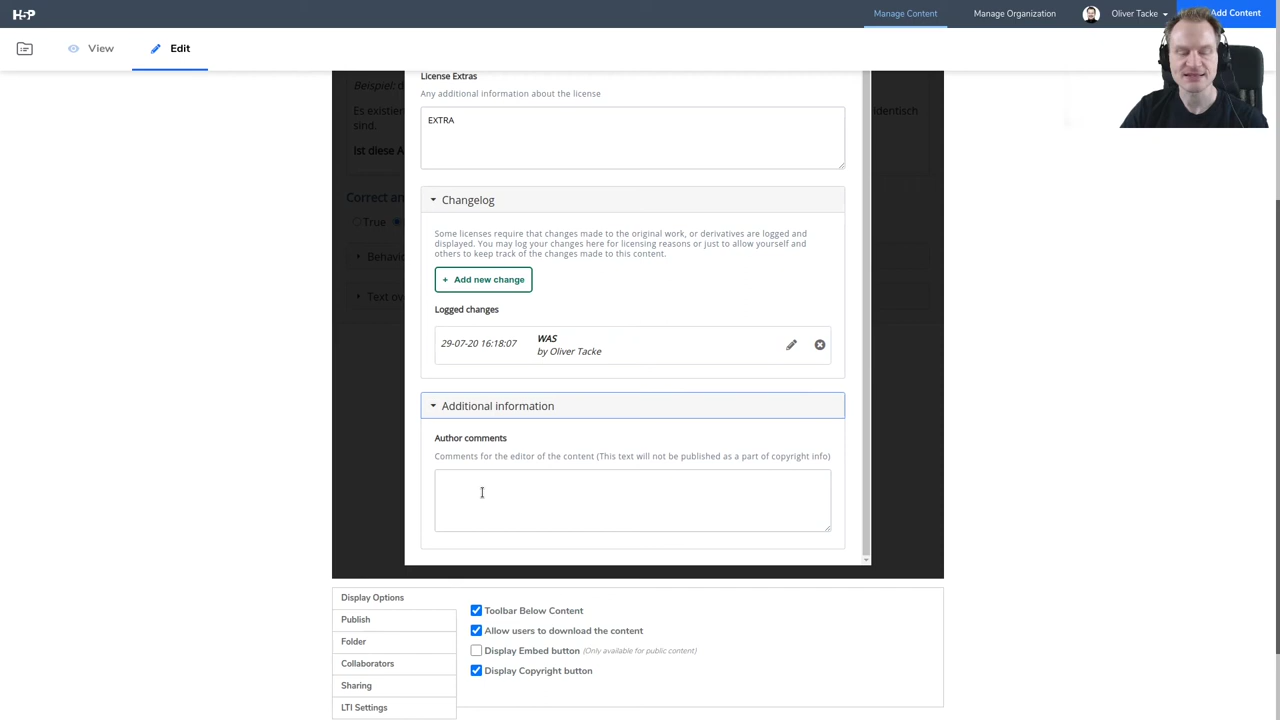 H5P
Manage Content
Manage Organization
Oliver Tacke
Add Content
View
Edit
License Extras
Any additional information about the license
EXTRA
Beispiel: d
Es existier
identisch
sind.
Ist diese A
Correct an
True
Behavi
Text ov
Changelog
Some licenses require that changes made to the original work, or derivatives are logged and
displayed. You may log your changes here for licensing reasons or just to allow yourself and
others to keep track of the changes made to this content.
+ Add new change
Logged changes
29-07-20 16:18:07
WAS
by Oliver Tacke
Additional information
Author comments
Comments for the editor of the content (This text will not be published as a part of copyright info)
Display Options
Publish
Folder
Collaborators
Sharing
LTI Settings
Toolbar Below Content
Allow users to download the content
Display Embed button (Only available for public content)
Display Copyright button